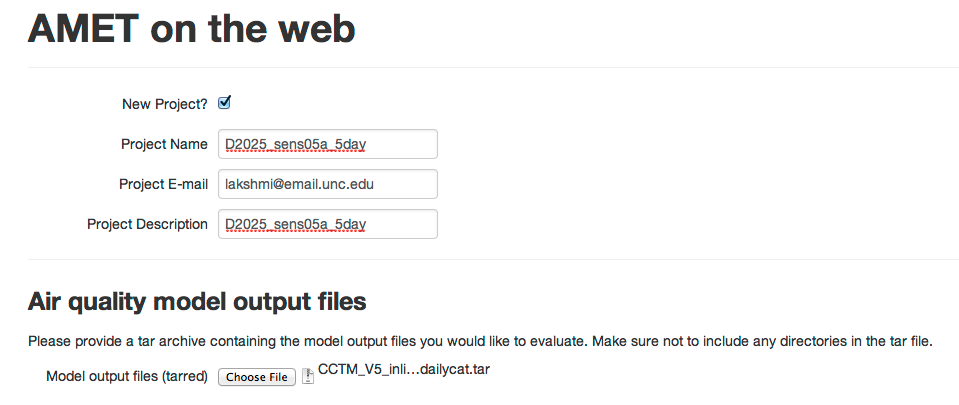 AMET on the web
New Project?
Project Name D2025_sens05a_5day
Project E-mail lakshmi@email.unc.edu
Project Description D2025_sens05a_5day
Air quality model output files
Please provide a tar archive containing the model output files you would like to evaluate. Make sure not to include any directories in the tar file.
Model output files (tarred) Choose File CCTM_V5_inli...dailycat.tar